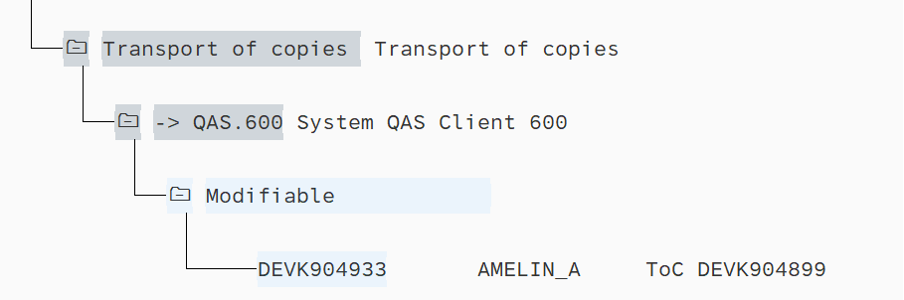 Transport of copies Transport of copies
-> QAS.600 System QAS Client 600
Modifiable
DEVK904933 AMELIN_A ToC DEVK904899